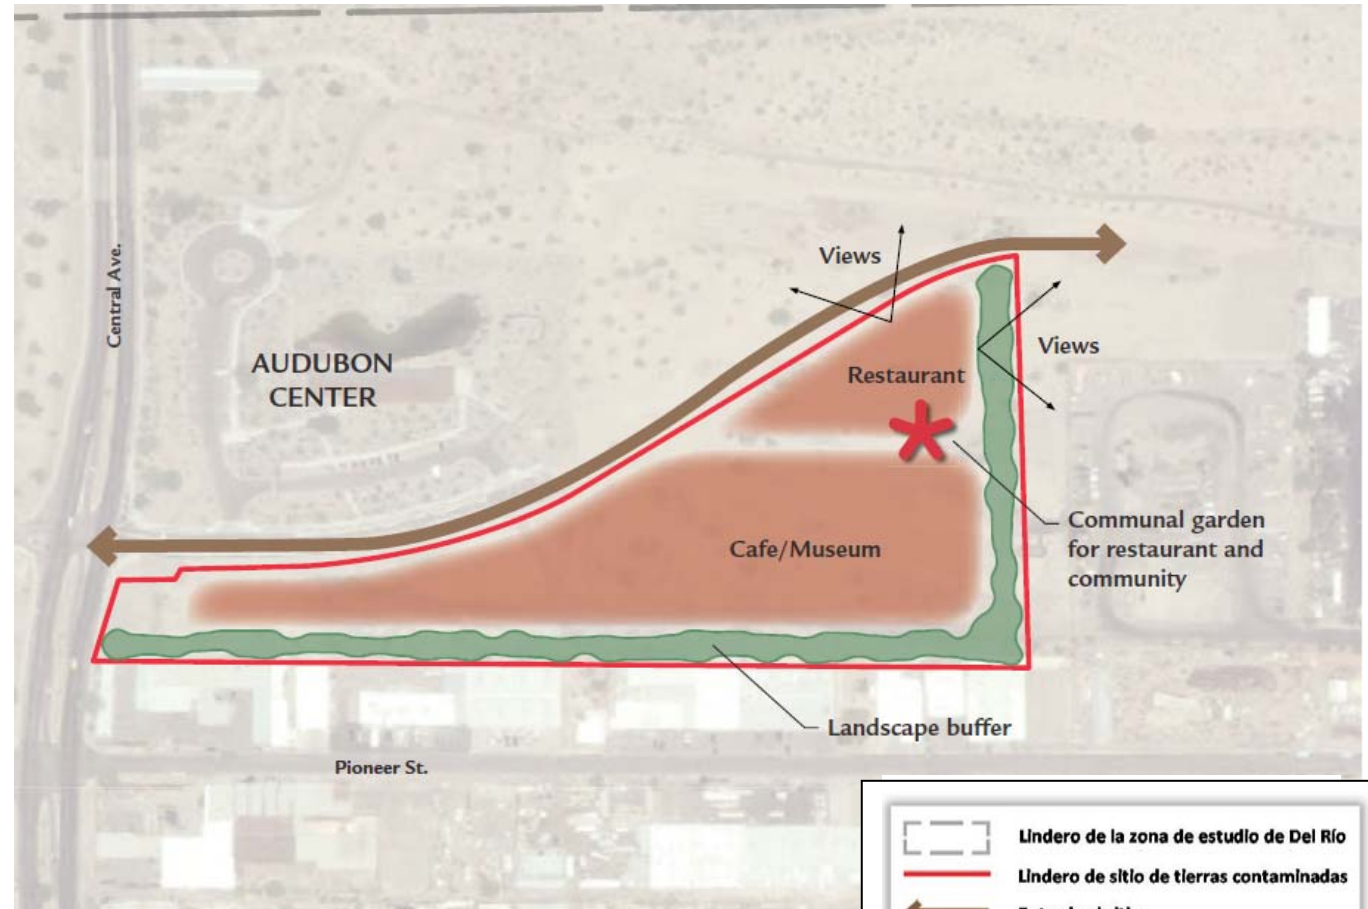 Central Ave.
AUDUBON
CENTER
Views
Views
Restaurant
Cafe/Museum
Communal garden
for restaurant and
community
Landscape buffer
Pioneer St.
Lindero de la zona de estudio de Del Río
Lindero de sitio de tierras contaminadas